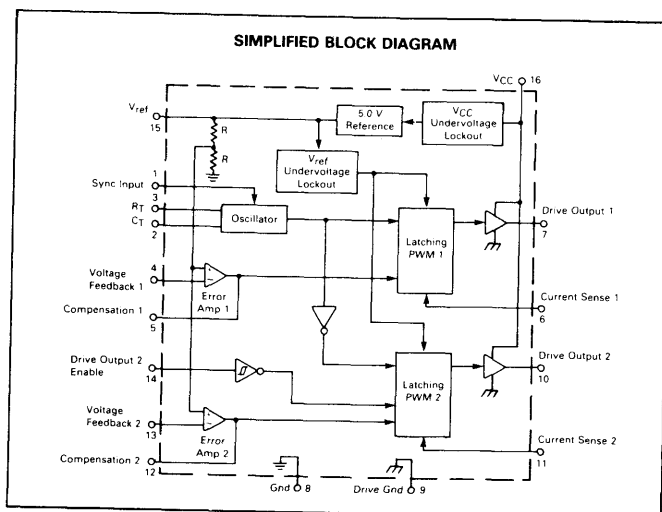 SIMPLIFIED BLOCK DIAGRAM
VCC 16
Vref
15
R
R
5.0 V
Reference
VCC
Undervoltage
Lockout
Vref
Undervoltage
Lockout
1
Sync Input
3
RT
CT
2
Oscillator
Latching
PWM 1
Drive Output 1
7
4
Voltage
Feedback 1
+
-
Error
Amp 1
Compensation 1
5
Current Sense 1
6
Drive Output 2
Enable
14
Latching
PWM 2
Drive Output 2
10
Voltage
Feedback 2
13
+
-
Error
Amp 2
Current Sense 2
11
Compensation 2
12
Gnd 8
Drive Gnd 9